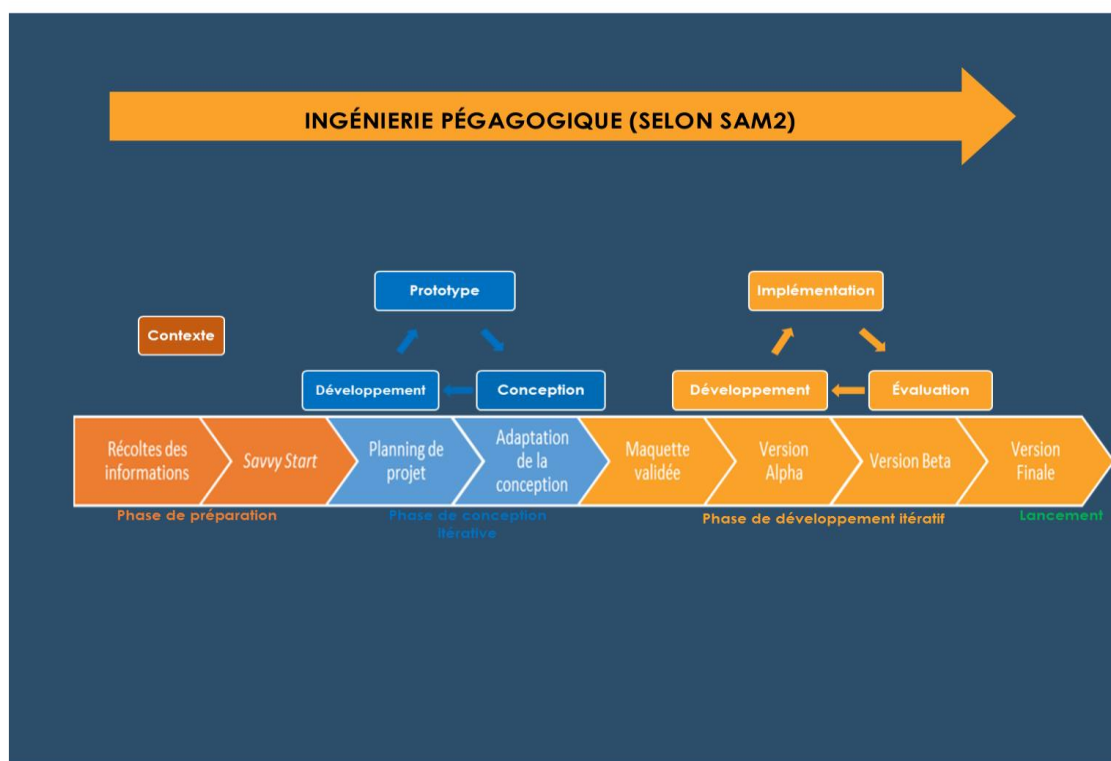 INGÉNIERIE PÉGAGOGIQUE (SELON SAM2)
Prototype
Implémentation
Contexte
Développement
Conception
Développement
Évaluation
Récoltes des
informations
Savvy Start
Planning de
projet
Adaptation
de la
conception
Maquette
validée
Version
Alpha
Version Beta
Version
Finale
Phase de préparation
Phase de conception
itérative
Phase de développement itératif
Lancement